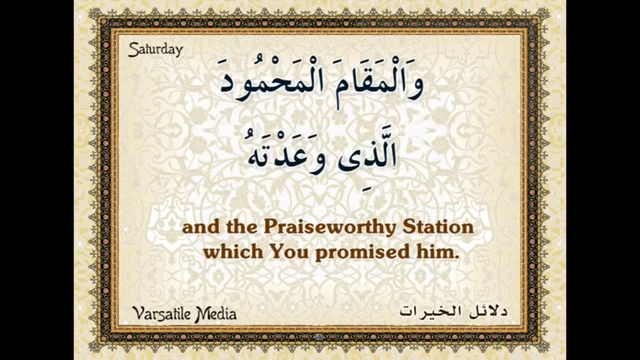 Saturday
وَالْمَقَامَ الْمَحْمُودَ
الَّذِى وَعَدْتَهُ
and the Praiseworthy Station
which You promised him.
Varsatile Media
دلائل الخيرات